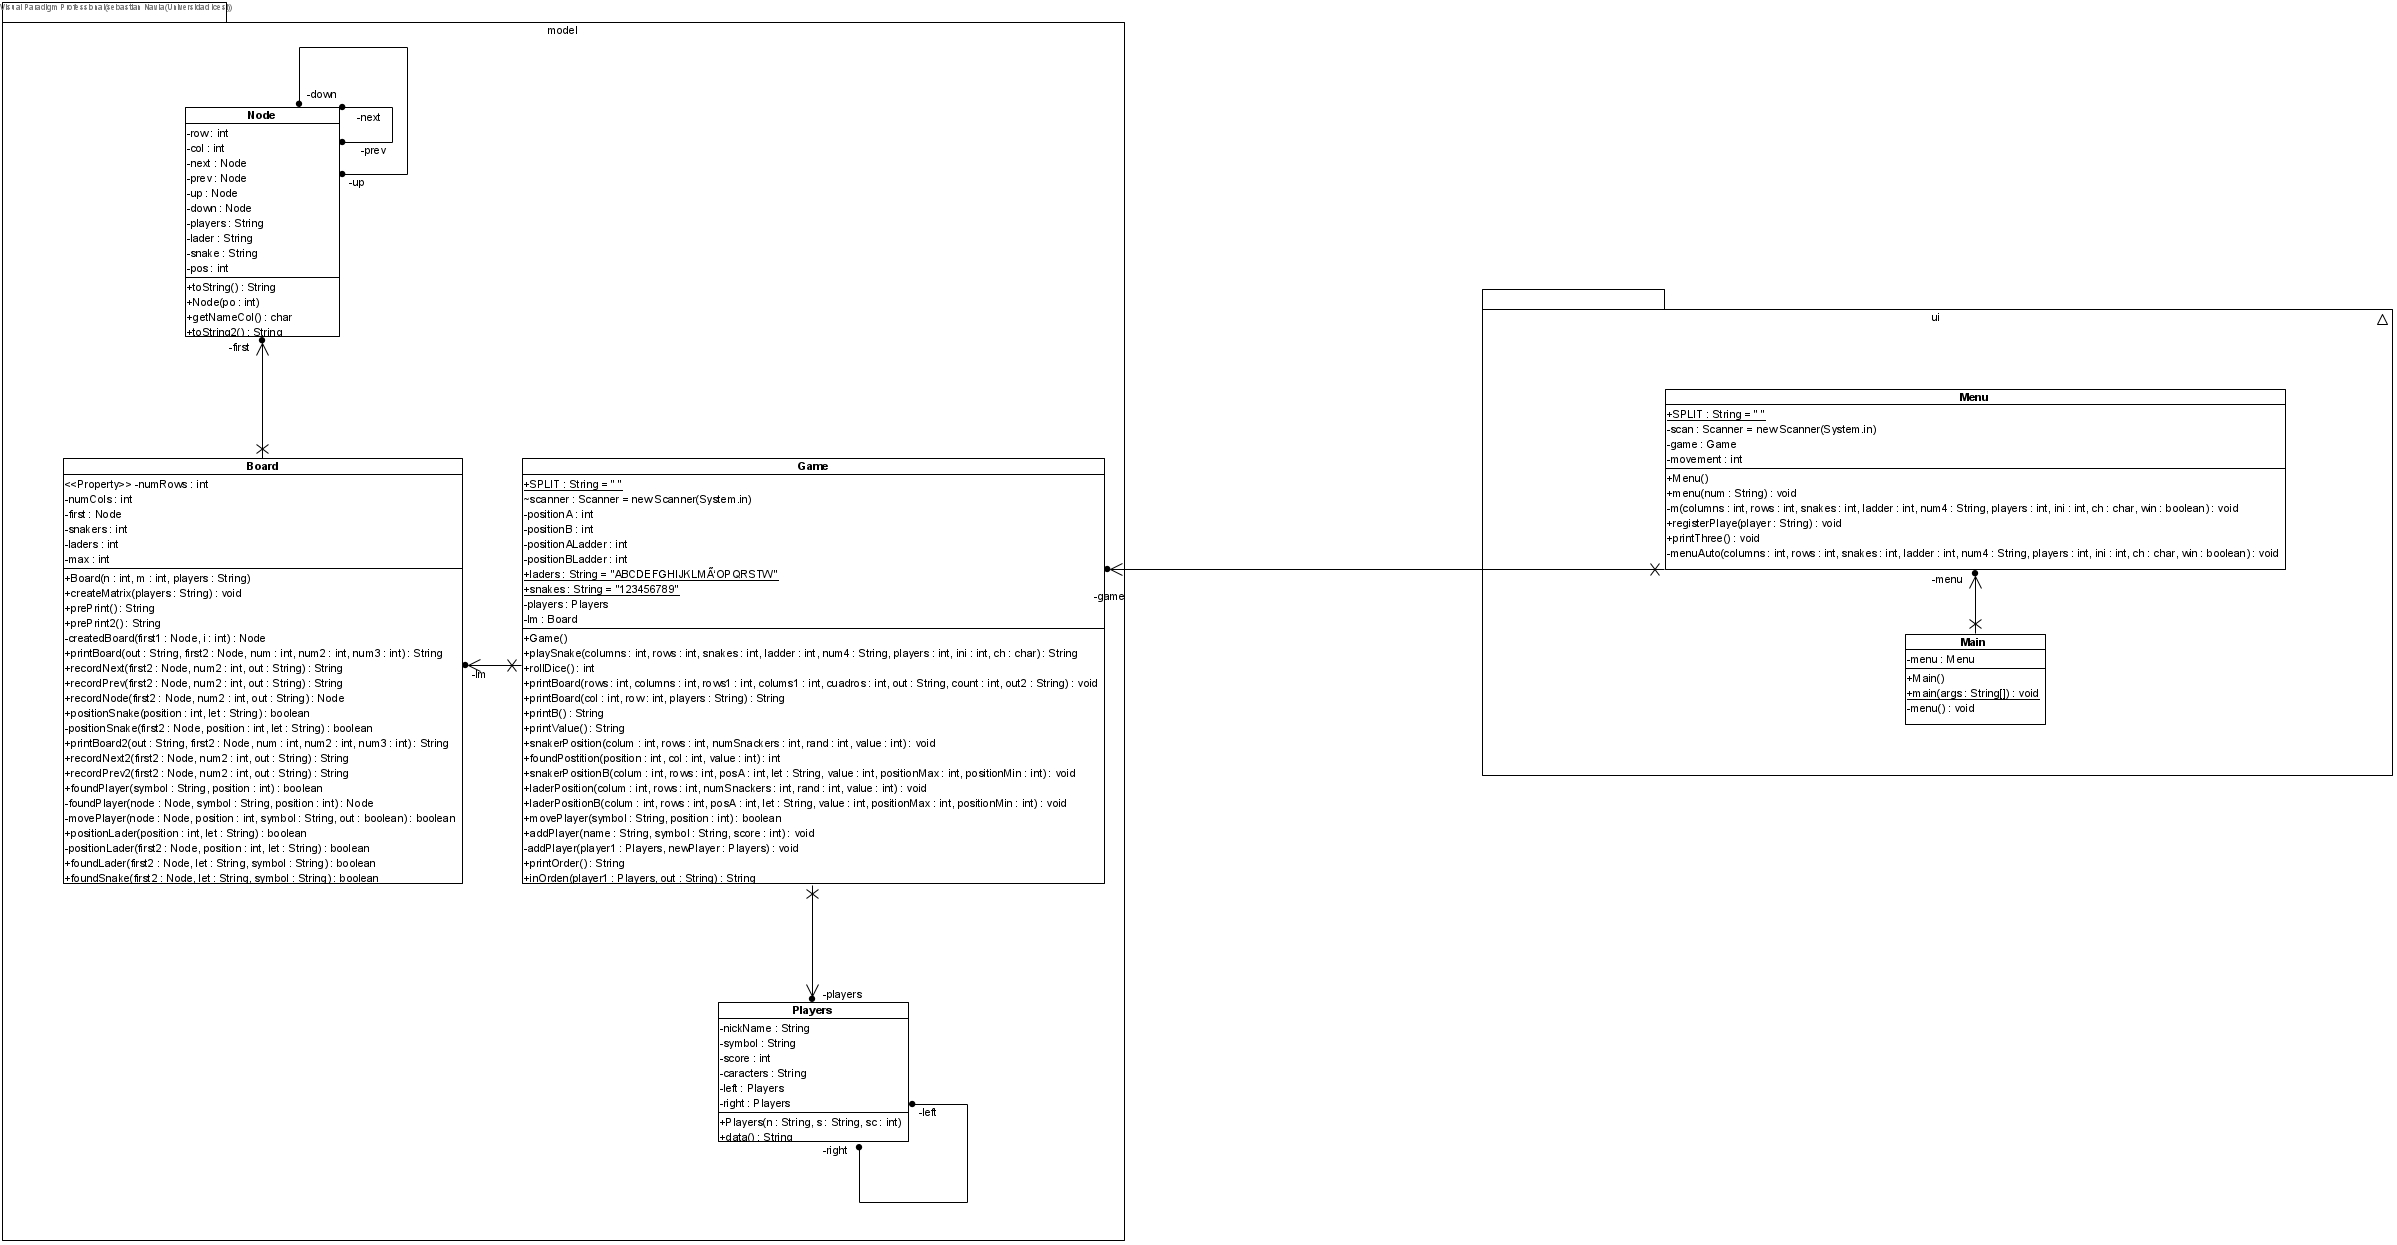 Visual Paradigm Professional(sebastian Navia(Universidad Icesi))
model
-down
-next
-prev
-up
Node
-row : int
-col : int
-next : Node
-prev : Node
-up : Node
-down : Node
-players : String
-lader : String
-snake : String
-pos : int
+toString() : String
+Node(po : int)
+getNameCol() : char
+toString2() : String
-first
Board
<<Property>> -numRows : int
-numCols : int
-first : Node
-snakers : int
-laders : int
-max : int
+Board(n : int, m : int, players : String)
+createMatrix(players : String) : void
+prePrint() : String
+prePrint2() : String
-createdBoard(first1 : Node, i : int) : Node
+printBoard(out : String, first2 : Node, num : int, num2 : int, num3 : int) : String
+recordNext(first2 : Node, num2 : int, out : String) : String
+recordPrev(first2 : Node, num2 : int, out : String) : String
+recordNode(first2 : Node, num2 : int, out : String) : Node
+positionSnake(position : int, let : String) : boolean
-positionSnake(first2 : Node, position : int, let : String) : boolean
+printBoard2(out : String, first2 : Node, num : int, num2 : int, num3 : int) : String
+recordNext2(first2 : Node, num2 : int, out : String) : String
+recordPrev2(first2 : Node, num2 : int, out : String) : String
+foundPlayer(symbol : String, position : int) : boolean
-foundPlayer(node : Node, symbol : String, position : int) : Node
-movePlayer(node : Node, position : int, symbol : String, out : boolean) : boolean
+positionLader(position : int, let : String) : boolean
-positionLader(first2 : Node, position : int, let : String) : boolean
+foundLader(first2 : Node, let : String, symbol : String) : boolean
+foundSnake(first2 : Node, let : String, symbol : String) : boolean
-lm
Game
+SPLIT : String = " "
~scanner : Scanner = new Scanner(System.in)
-positionA : int
-positionB : int
-positionALadder : int
-positionBLadder : int
+laders : String = "ABCDEFGHIJKLMÃ‘OPQRSTVV"
+snakes : String = "123456789"
-players : Players
-lm : Board
+Game()
+playSnake(columns : int, rows : int, snakes : int, ladder : int, num4 : String, players : int, ini : int, ch : char) : String
+rollDice() : int
+printBoard(rows : int, columns : int, rows1 : int, colums1 : int, cuadros : int, out : String, count : int, out2 : String) : void
+printBoard(col : int, row : int, players : String) : String
+printB() : String
+printValue() : String
+snakerPosition(colum : int, rows : int, numSnackers : int, rand : int, value : int) : void
+foundPostition(position : int, col : int, value : int) : int
+snakerPositionB(colum : int, rows : int, posA : int, let : String, value : int, positionMax : int, positionMin : int) : void
+laderPosition(colum : int, rows : int, numSnackers : int, rand : int, value : int) : void
+laderPositionB(colum : int, rows : int, posA : int, let : String, value : int, positionMax : int, positionMin : int) : void
+movePlayer(symbol : String, position : int) : boolean
+addPlayer(name : String, symbol : String, score : int) : void
-addPlayer(player1 : Players, newPlayer : Players) : void
+printOrder() : String
+inOrden(player1 : Players, out : String) : String
-game
-players
Players
-nickName : String
-symbol : String
-score : int
-caracters : String
-left : Players
-right : Players
+Players(n : String, s : String, sc : int)
+data() : String
-left
-right
ui
Menu
+SPLIT : String = " "
-scan : Scanner = new Scanner(System.in)
-game : Game
-movement : int
+Menu()
+menu(num : String) : void
-m(columns : int, rows : int, snakes : int, ladder : int, num4 : String, players : int, ini : int, ch : char, win : boolean) : void
+registerPlaye(player : String) : void
+printThree() : void
-menuAuto(columns : int, rows : int, snakes : int, ladder : int, num4 : String, players : int, ini : int, ch : char, win : boolean) : void
-menu
Main
-menu : Menu
+Main()
+main(args : String[]) : void
-menu() : void